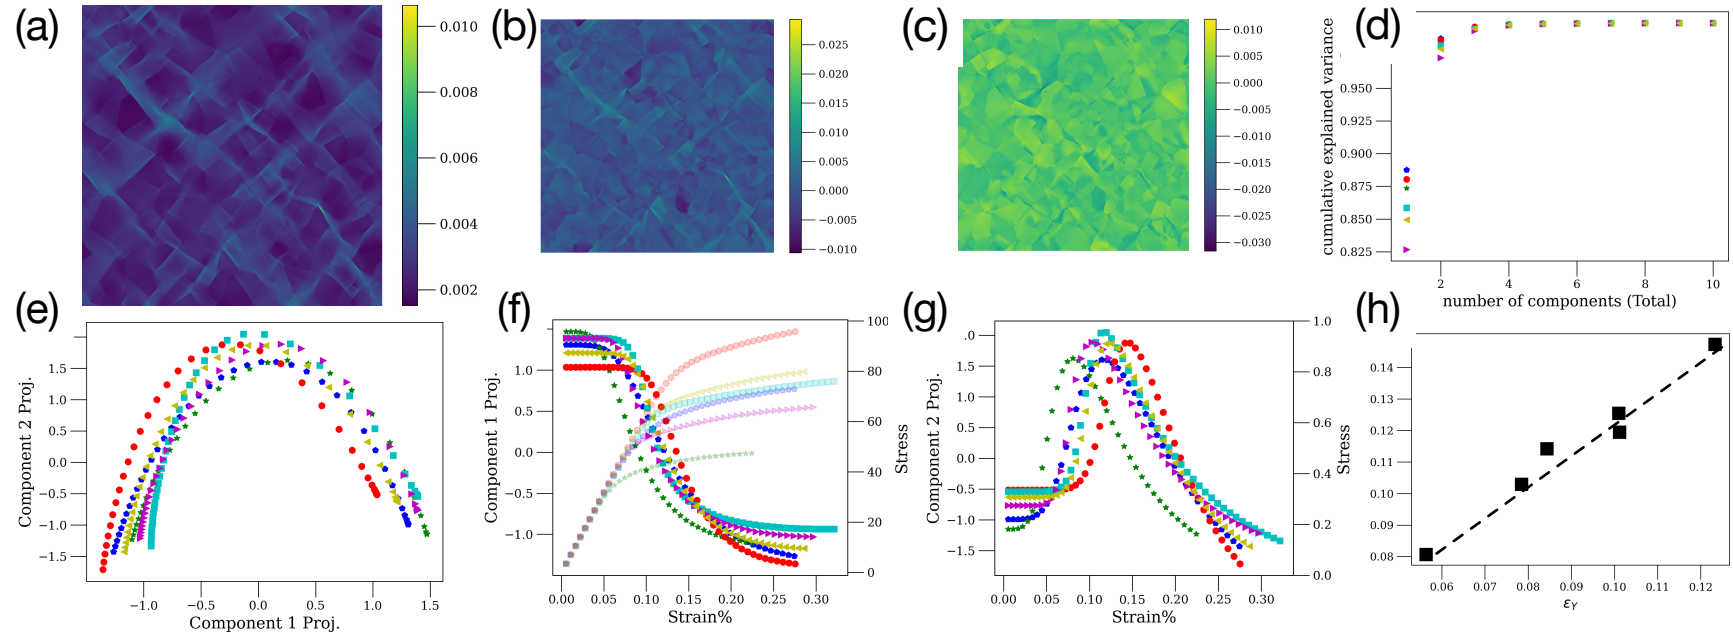 (a)
0.010
0.008
0.006
0.004
0.002
(b)
0.025
0.020
0.015
0.010
0.005
0.000
−0.005
−0.010
(c)
0.010
0.005
0.000
−0.005
−0.010
−0.015
−0.020
−0.025
−0.030
(d)
cumulative explained variance
0.950
0.925
0.900
0.875
0.850
0.825
2 4 6 8 10
number of components (Total)
(e)
Component 2 Proj.
1.5
1.0
0.5
0.0
−0.5
−1.0
−1.5
−1.0 −0.5 0.0 0.5 1.0 1.5
Component 1 Proj.
(f)
Component 1 Proj.
1.0
0.5
0.0
−0.5
−1.0
0.00 0.05 0.10 0.15 0.20 0.25 0.30
Strain%
100
80
60
40
20
0
Stress
(g)
Component 2 Proj.
.0
1.5
1.0
0.5
0.0
−0.5
−1.0
−1.5
0.00 0.05 0.10 0.15 0.20 0.25 0.30
Strain%
1.0
0.8
0.6
0.4
0.2
0.0
Stress
(h)
0.14
0.13
0.12
0.11
0.10
0.09
0.08
0.06 0.07 0.08 0.09 0.10 0.11 0.12
εY